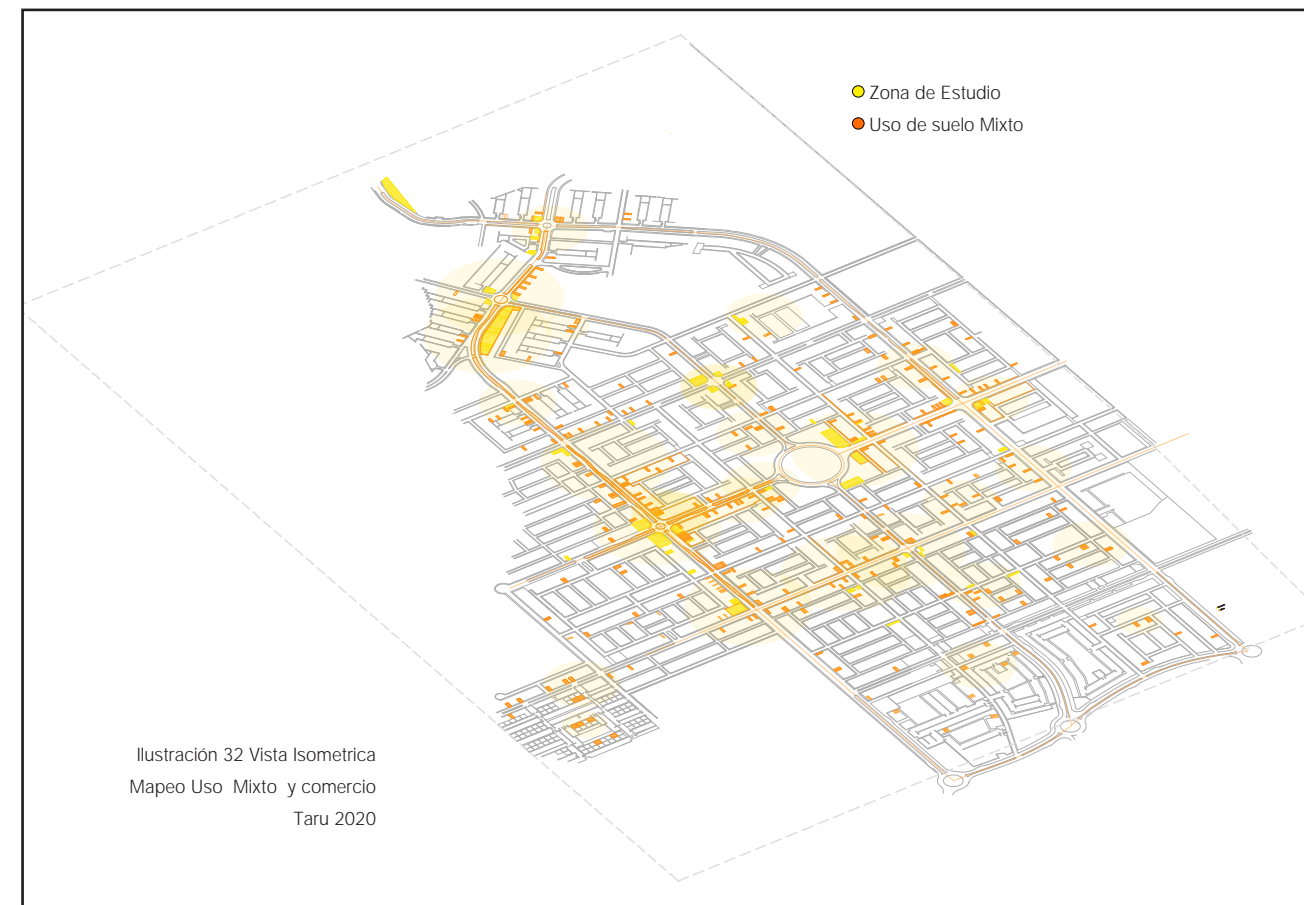 Zona de Estudio
Uso de suelo Mixto
Ilustración 32 Vista Isometrica
Mapeo Uso Mixto y comercio
Taru 2020